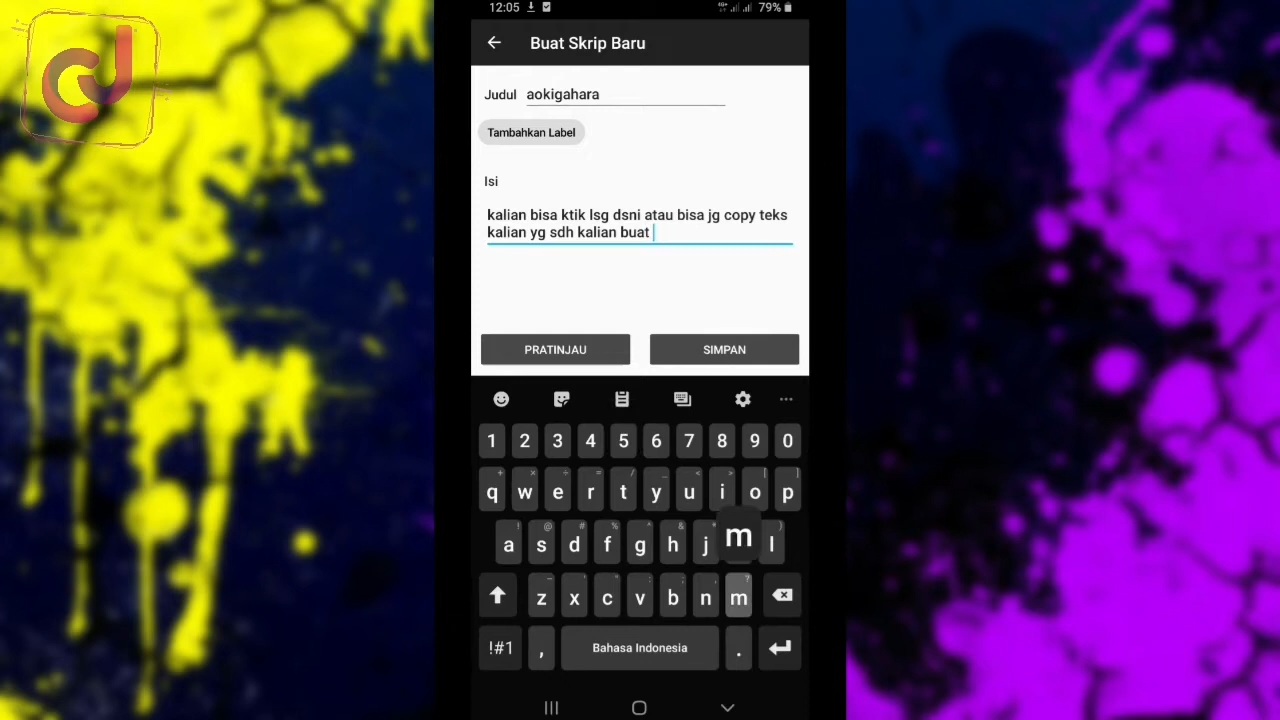 12:05 79%
Buat Skrip Baru
Judul aokigahara
Tambahkan Label
Isi
kalian bisa ktik lsg dsni atau bisa jg copy teks
kalian yg sdh kalian buat
PRATINJAU SIMPAN
1 2 3 4 5 6 7 8 9 0
q w e r t y u i o p
a s d f g h j m l
z x c v b n m
!#1 , Bahasa Indonesia .